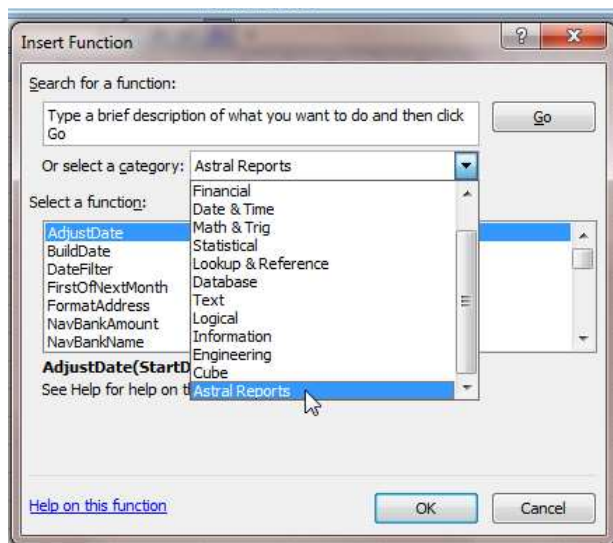 Insert Function
?
X
Search for a function:
Type a brief description of what you want to do and then click
Go
Go
Or select a category: Astral Reports
Financial
Date & Time
Math & Trig
Statistical
Lookup & Reference
Database
Text
Logical
Information
Engineering
Cube
Astral Reports
Select a function:
AdjustDate
BuildDate
DateFilter
FirstOfNextMonth
FormatAddress
NavBankAmount
NavBankName
AdjustDate(StartD
See Help for help on t
Help on this function
OK
Cancel